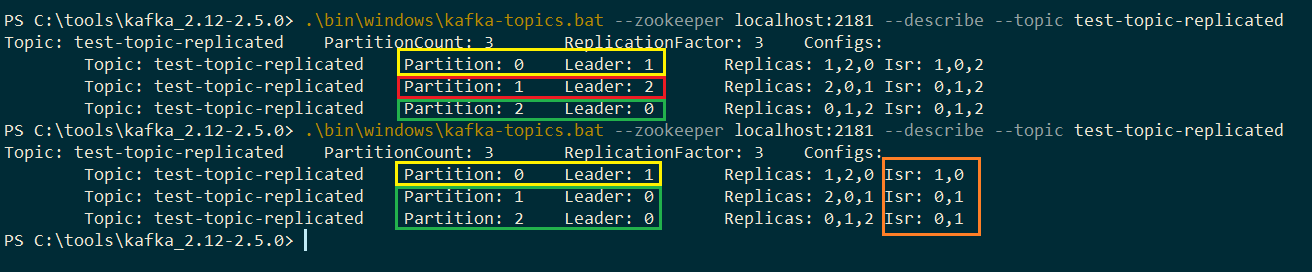 PS C:\tools\kafka_2.12-2.5.0> .\bin\windows\kafka-topics.bat --zookeeper localhost:2181 --describe --topic test-topic-replicated
Topic: test-topic-replicated PartitionCount: 3 ReplicationFactor: 3 Configs:
Topic: test-topic-replicated Partition: 0 Leader: 1 Replicas: 1,2,0 Isr: 1,0,2
Topic: test-topic-replicated Partition: 1 Leader: 2 Replicas: 2,0,1 Isr: 0,1,2
Topic: test-topic-replicated Partition: 2 Leader: 0 Replicas: 0,1,2 Isr: 0,1,2
PS C:\tools\kafka_2.12-2.5.0> .\bin\windows\kafka-topics.bat --zookeeper localhost:2181 --describe --topic test-topic-replicated
Topic: test-topic-replicated PartitionCount: 3 ReplicationFactor: 3 Configs:
Topic: test-topic-replicated Partition: 0 Leader: 1 Replicas: 1,2,0 Isr: 1,0
Topic: test-topic-replicated Partition: 1 Leader: 0 Replicas: 2,0,1 Isr: 0,1
Topic: test-topic-replicated Partition: 2 Leader: 0 Replicas: 0,1,2 Isr: 0,1
PS C:\tools\kafka_2.12-2.5.0>